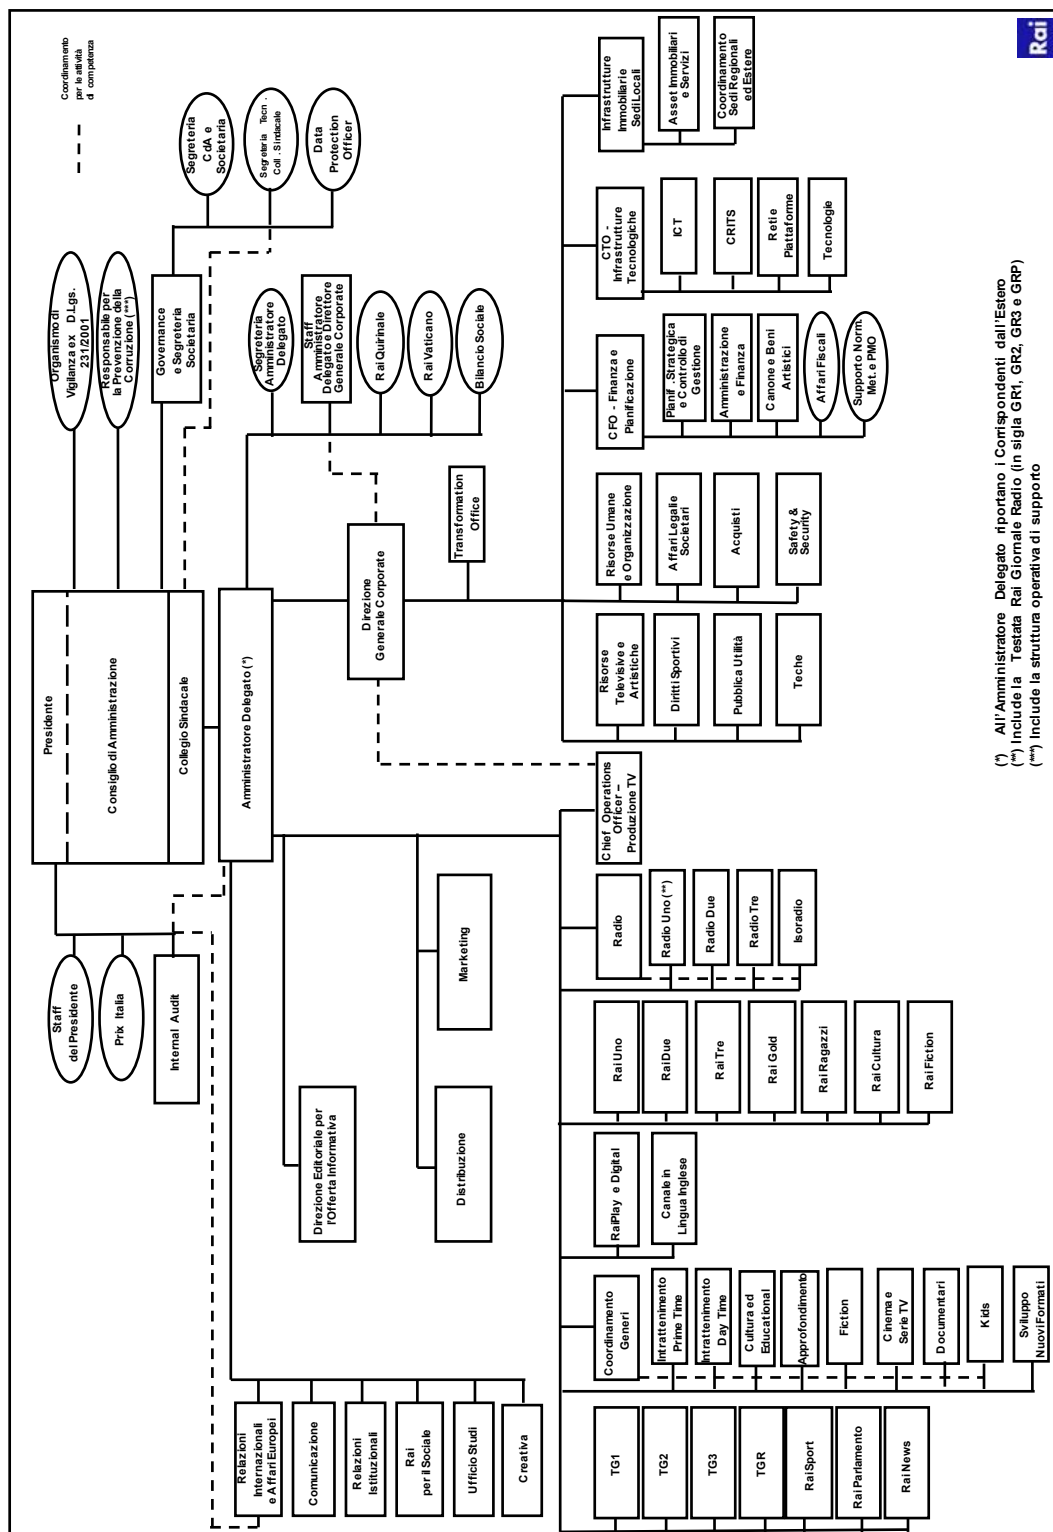 Rai
Coordinamento
per le attività
di competenza
Presidente
Consiglio di Amministrazione
Collegio Sindacale
Staff
del Presidente
Prix Italia
Internal Audit
Organismo di
Vigilanza ex D.Lgs.
231/2001
Responsabile per
la Prevenzione della
Corruzione (***)
Governance
e Segreteria
Societaria
Segreteria
CdA e
Societaria
Segreteria Tecn.
Coll. Sindacale
Data
Protection
Officer
Amministratore Delegato (*)
Segreteria
Amministratore
Delegato
Staff
Amministratore
Delegato e Direttore
Generale Corporate
Rai Quirinale
Rai Vaticano
Bilancio Sociale
Relazioni
Internazionali
e Affari Europei
Comunicazione
Relazioni
Istituzionali
Rai
per il Sociale
Ufficio Studi
Creativa
Direzione Editoriale per
l'Offerta Informativa
Distribuzione
Marketing
Direzione
Generale Corporate
Transformation
Office
TG1
TG2
TG3
TGR
Rai Sport
Rai Parlamento
Rai News
Coordinamento
Generi
Intrattenimento
Prime Time
Intrattenimento
Day Time
Cultura ed
Educational
Approfondimento
Fiction
Cinema e
Serie TV
Documentari
Kids
Sviluppo
Nuovi Formati
RaiPlay e Digital
Canale in
Lingua Inglese
Rai Uno
Rai Due
Rai Tre
Rai Gold
Rai Ragazzi
Rai Cultura
Rai Fiction
Radio
Radio Uno (**)
Radio Due
Radio Tre
Isoradio
Chief Operations
Officer –
Produzione TV
Risorse
Televisive e
Artistiche
Diritti Sportivi
Pubblica Utilità
Teche
Risorse Umane
e Organizzazione
Affari Legali e
Societari
Acquisti
Safety &
Security
CFO - Finanza e
Pianificazione
Pianif. Strategica
e Controllo di
Gestione
Amministrazione
e Finanza
Canone e Beni
Artistici
Affari Fiscali
Supporto Norm.
Met. e PMO
CTO -
Infrastrutture
Tecnologiche
ICT
CRITS
Reti e
Piattaforme
Tecnologie
Infrastrutture
Immobiliari e
Sedi Locali
Asset Immobiliari
e Servizi
Coordinamento
Sedi Regionali
ed Estere
(*) All'Amministratore Delegato riportano i Corrispondenti dall'Estero
(**) Include la Testata Rai Giornale Radio (in sigla GR1, GR2, GR3 e GRP)
(***) Include la struttura operativa di supporto